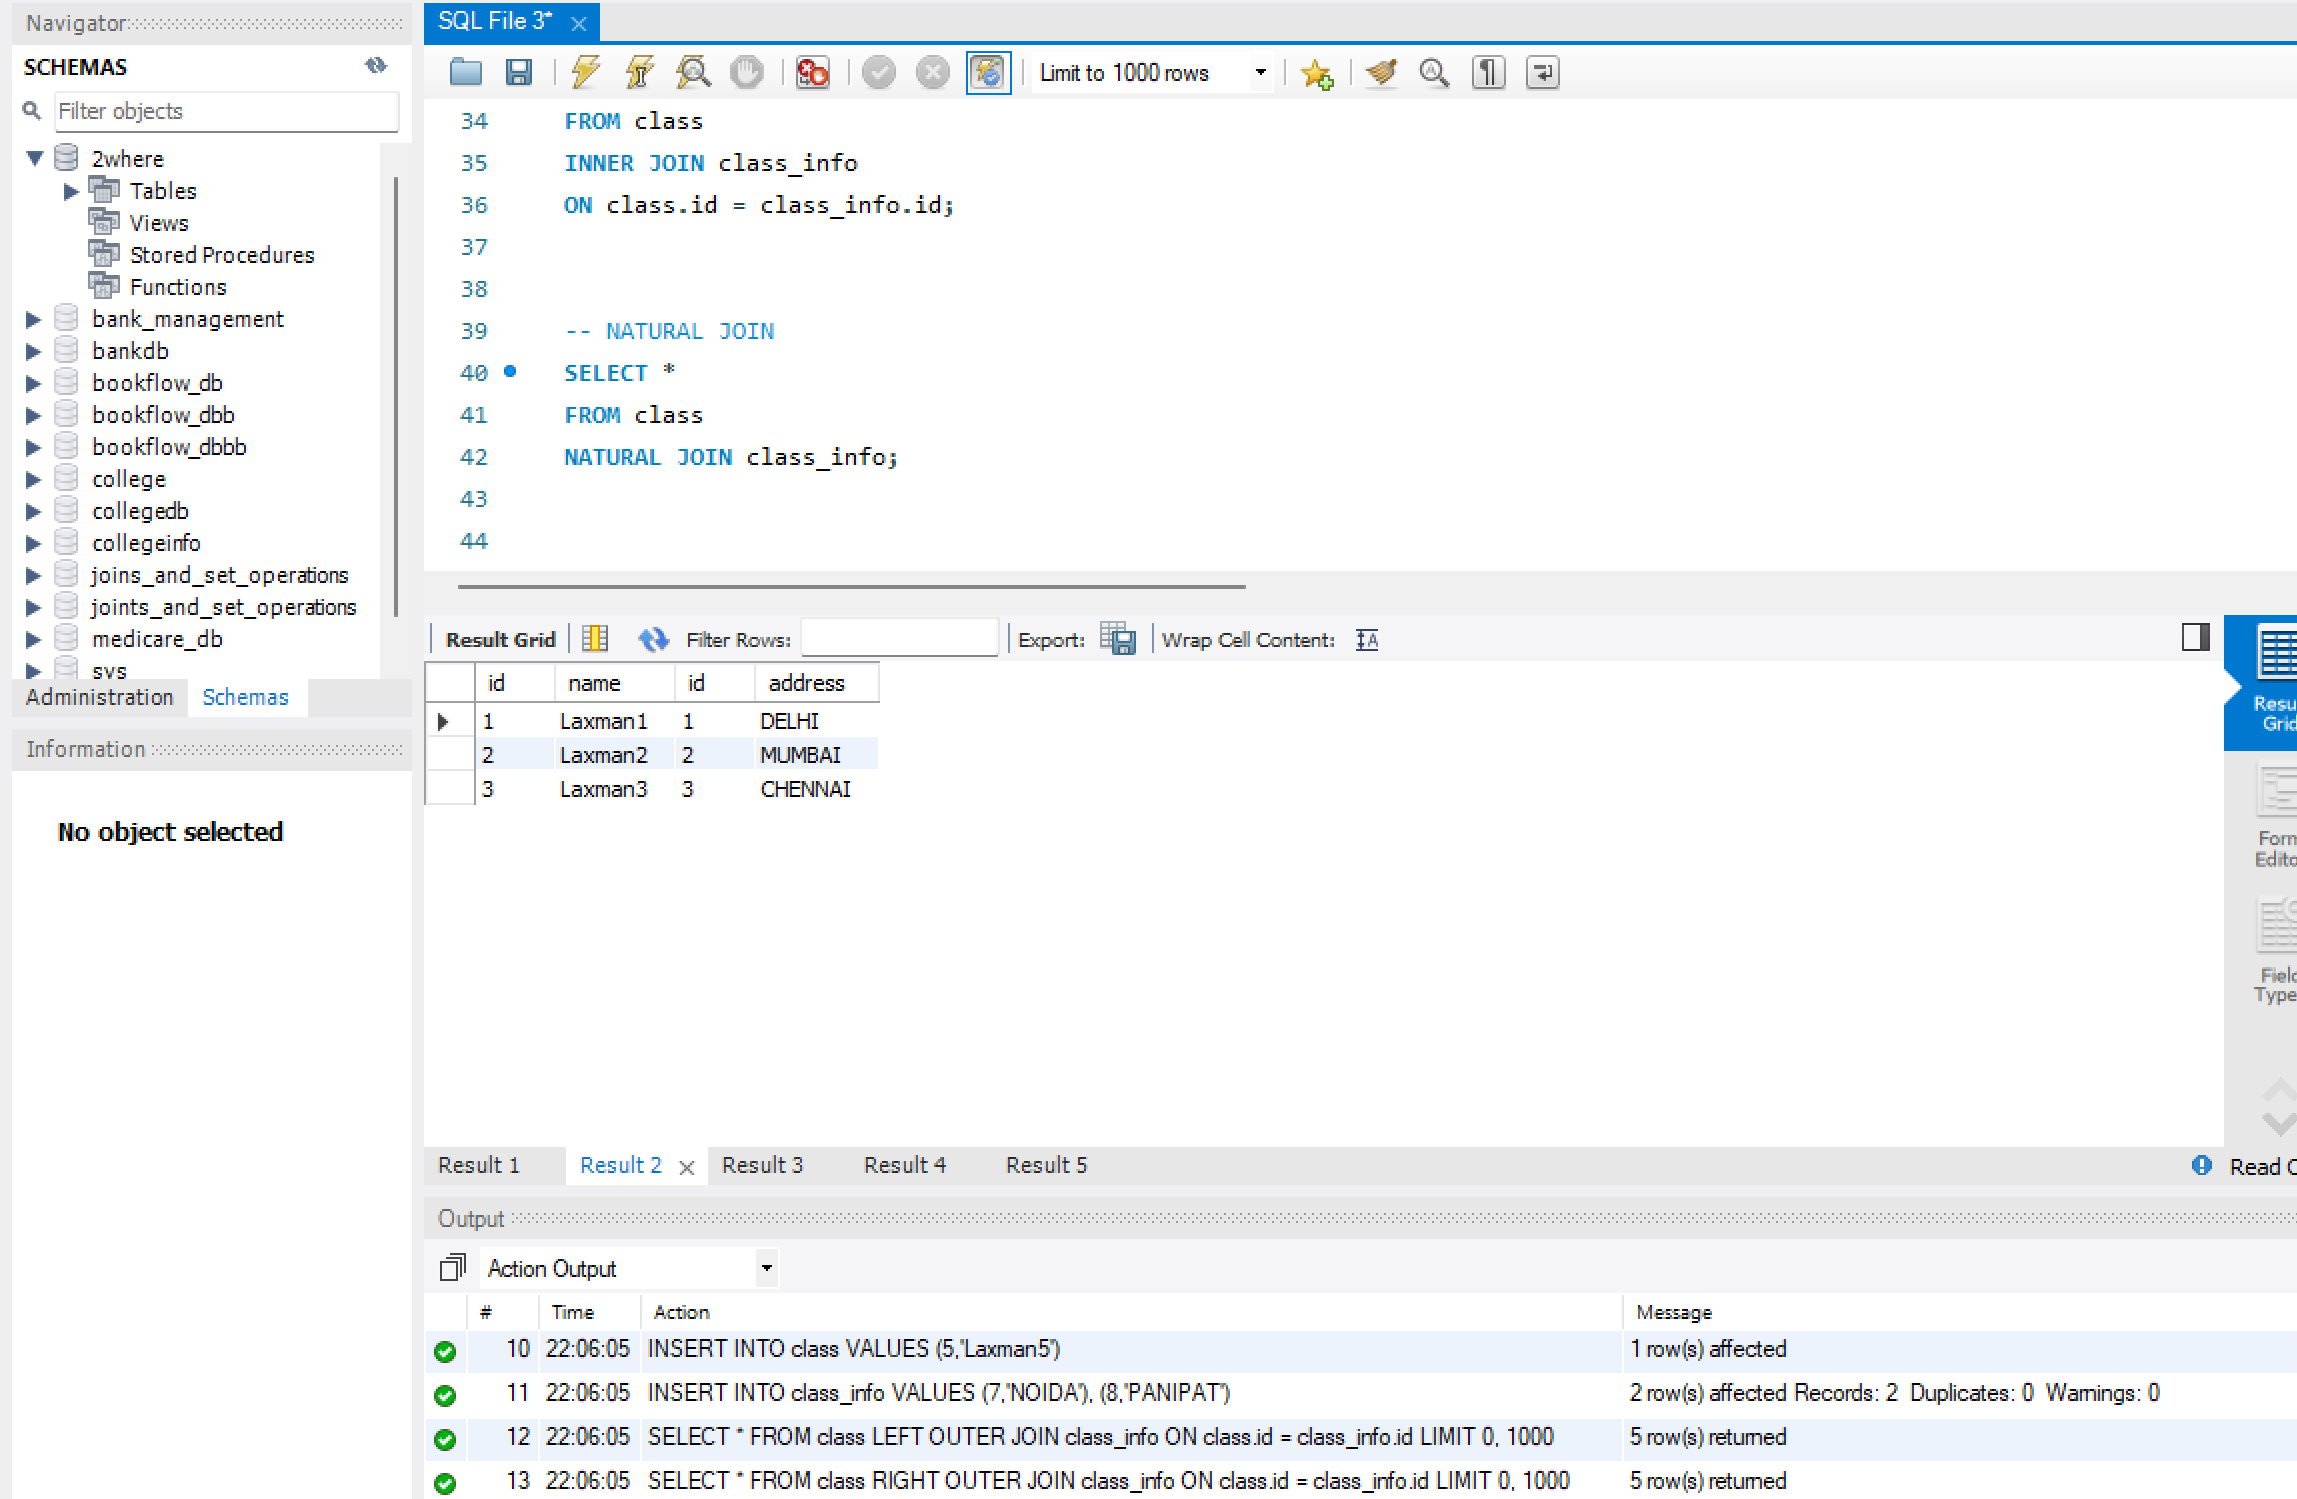 Navigator
SCHEMAS
Filter objects
2where
Tables
Views
Stored Procedures
Functions
bank_management
bankdb
bookflow_db
bookflow_dbb
bookflow_dbbb
college
collegedb
collegeinfo
joins_and_set_operations
joints_and_set_operations
medicare_db
sys
Administration Schemas
Information
No object selected
SQL File 3*
Limit to 1000 rows
34 FROM class
35 INNER JOIN class_info
36 ON class.id = class_info.id;
37
38
39 -- NATURAL JOIN
40 SELECT *
41 FROM class
42 NATURAL JOIN class_info;
43
44
Result Grid Filter Rows: Export: Wrap Cell Content:
id name id address
1 Laxman1 1 DELHI
2 Laxman2 2 MUMBAI
3 Laxman3 3 CHENNAI
Result 1 Result 2 Result 3 Result 4 Result 5
Read
Output
Action Output
# Time Action Message
10 22:06:05 INSERT INTO class VALUES (5,'Laxman5') 1 row(s) affected
11 22:06:05 INSERT INTO class_info VALUES (7,'NOIDA'), (8,'PANIPAT') 2 row(s) affected Records: 2 Duplicates: 0 Warnings: 0
12 22:06:05 SELECT * FROM class LEFT OUTER JOIN class_info ON class.id = class_info.id LIMIT 0, 1000 5 row(s) returned
13 22:06:05 SELECT * FROM class RIGHT OUTER JOIN class_info ON class.id = class_info.id LIMIT 0, 1000 5 row(s) returned